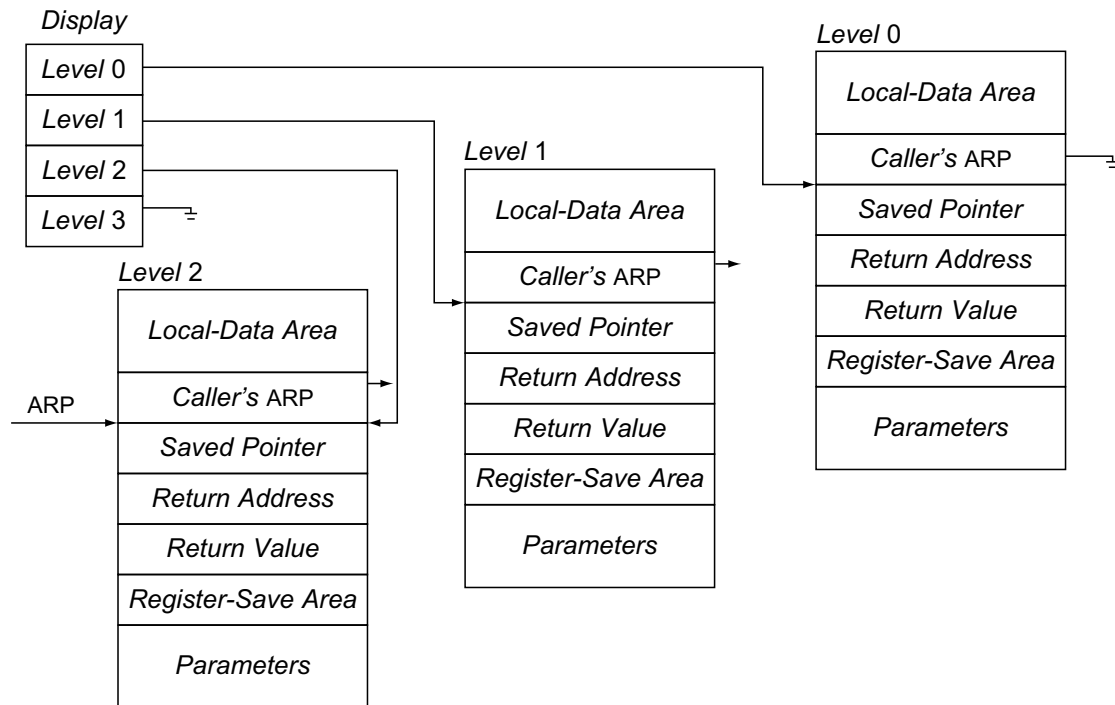 Display
Level 0
Level 1
Level 2
Level 3
Level 2
Local-Data Area
Caller's ARP
Saved Pointer
Return Address
Return Value
Register-Save Area
Parameters
ARP
Level 1
Local-Data Area
Caller's ARP
Saved Pointer
Return Address
Return Value
Register-Save Area
Parameters
Level 0
Local-Data Area
Caller's ARP
Saved Pointer
Return Address
Return Value
Register-Save Area
Parameters